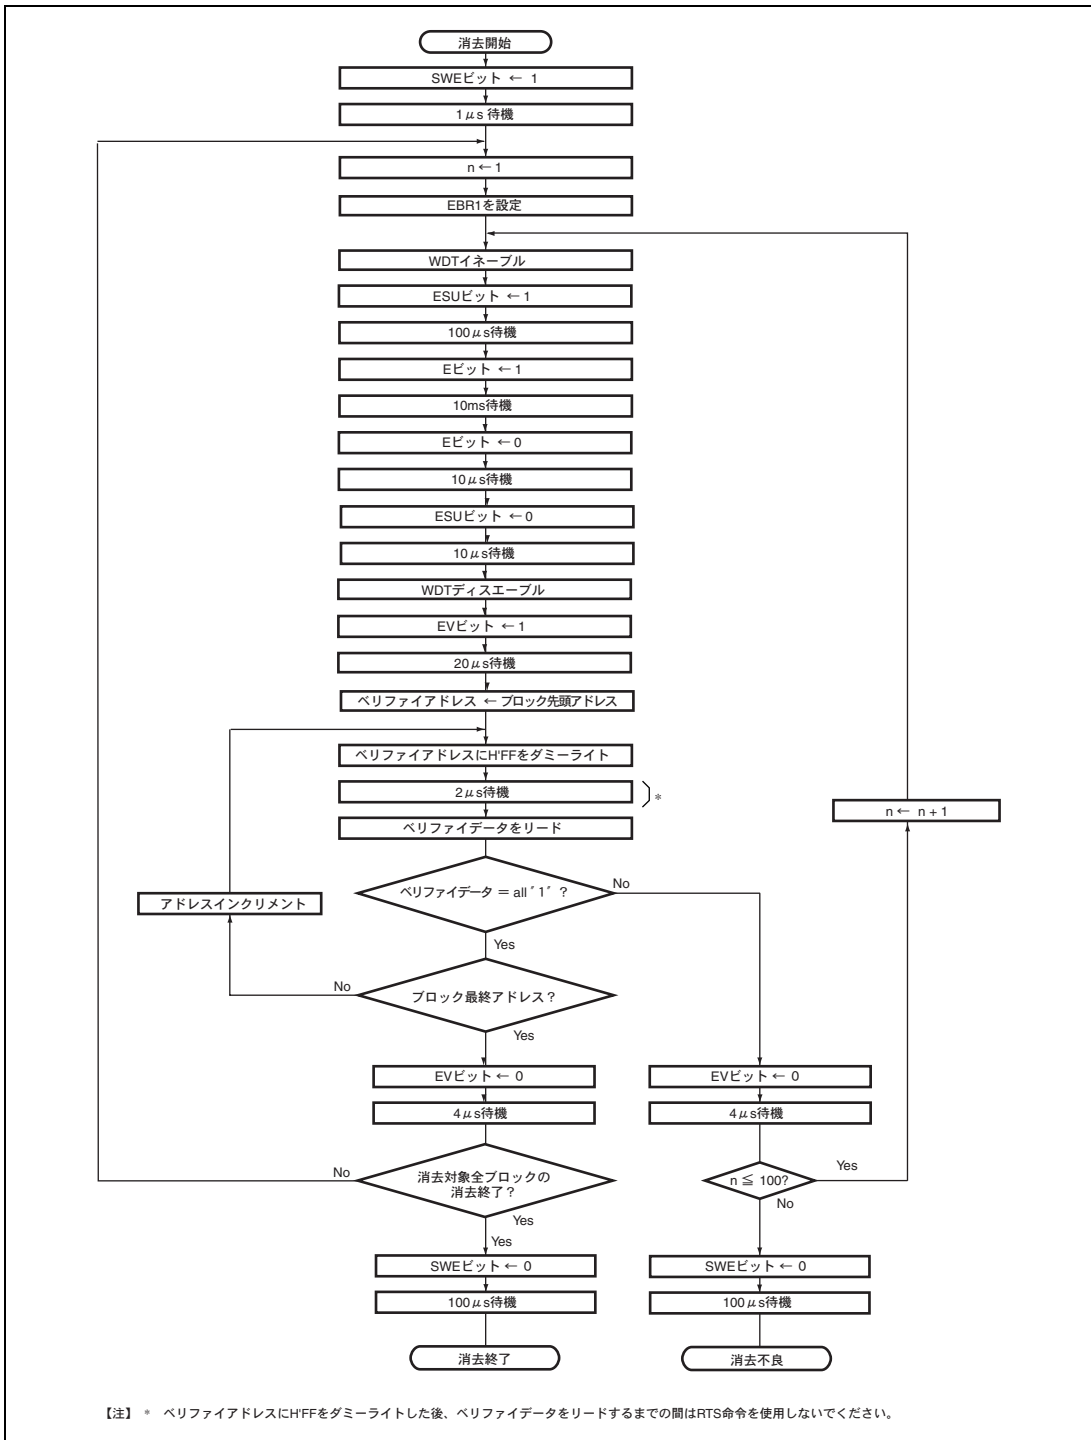 消去開始
SWEビット ← 1
1μs 待機
n ← 1
EBR1を設定
WDTイネーブル
ESUビット ← 1
100μs待機
Eビット ← 1
10ms待機
Eビット ← 0
10μs待機
ESUビット ← 0
10μs待機
WDTディスエーブル
EVビット ← 1
20μs待機
ベリファイアドレス ← ブロック先頭アドレス
ベリファイアドレスにH'FFをダミーライト
2μs待機
*
n ← n + 1
ベリファイデータをリード
ベリファイデータ = all "1" ?
No
アドレスインクリメント
Yes
No
ブロック最終アドレス?
Yes
EVビット ← 0
EVビット ← 0
4μs待機
4μs待機
No
消去対象全ブロックの
消去終了?
n ≦ 100?
Yes
No
Yes
Yes
SWEビット ← 0
SWEビット ← 0
100μs待機
100μs待機
消去終了
消去不良
【注】 * ベリファイアドレスにH'FFをダミーライトした後、ベリファイデータをリードするまでの間はRTS命令を使用しないでください。